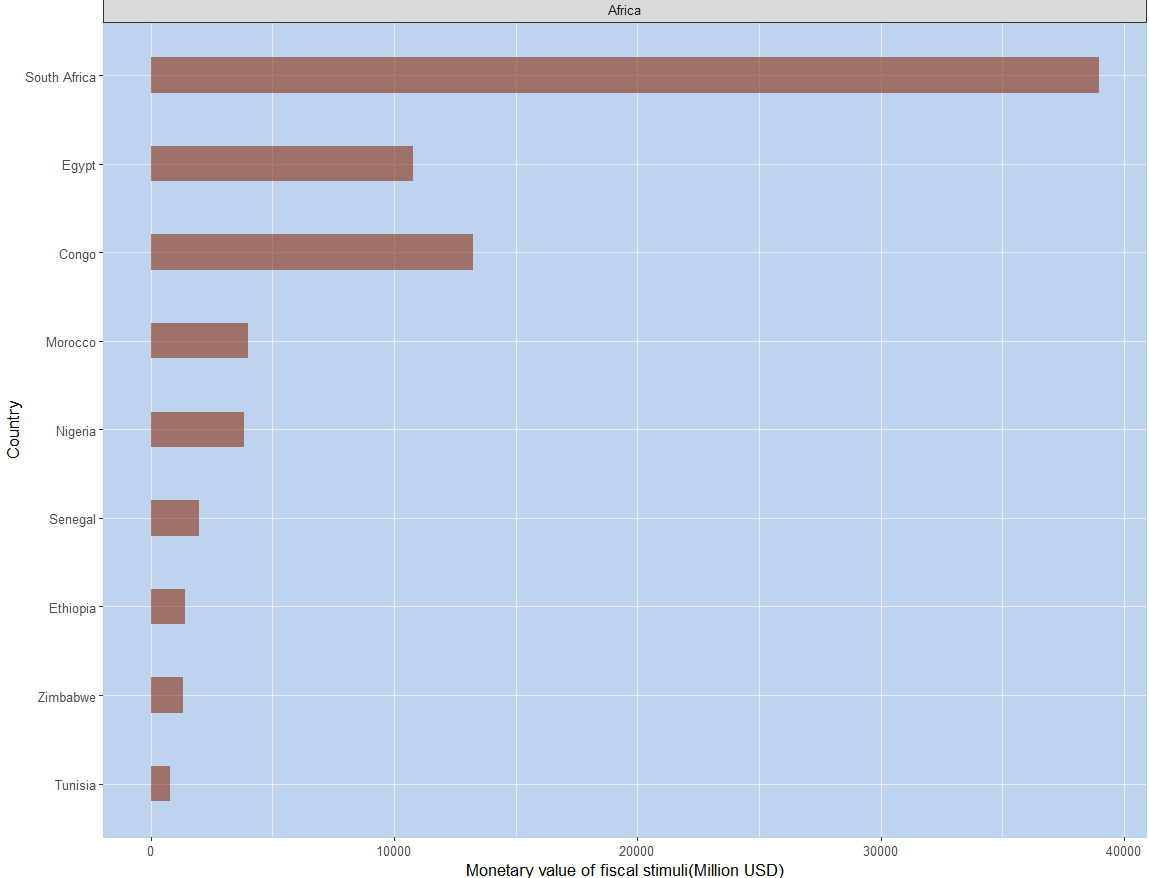 Africa
South Africa
Egypt
Congo
Morocco
Nigeria
Senegal
Ethiopia
Zimbabwe
Tunisia
Country
0 10000 20000 30000 40000
Monetary value of fiscal stimuli(Million USD)